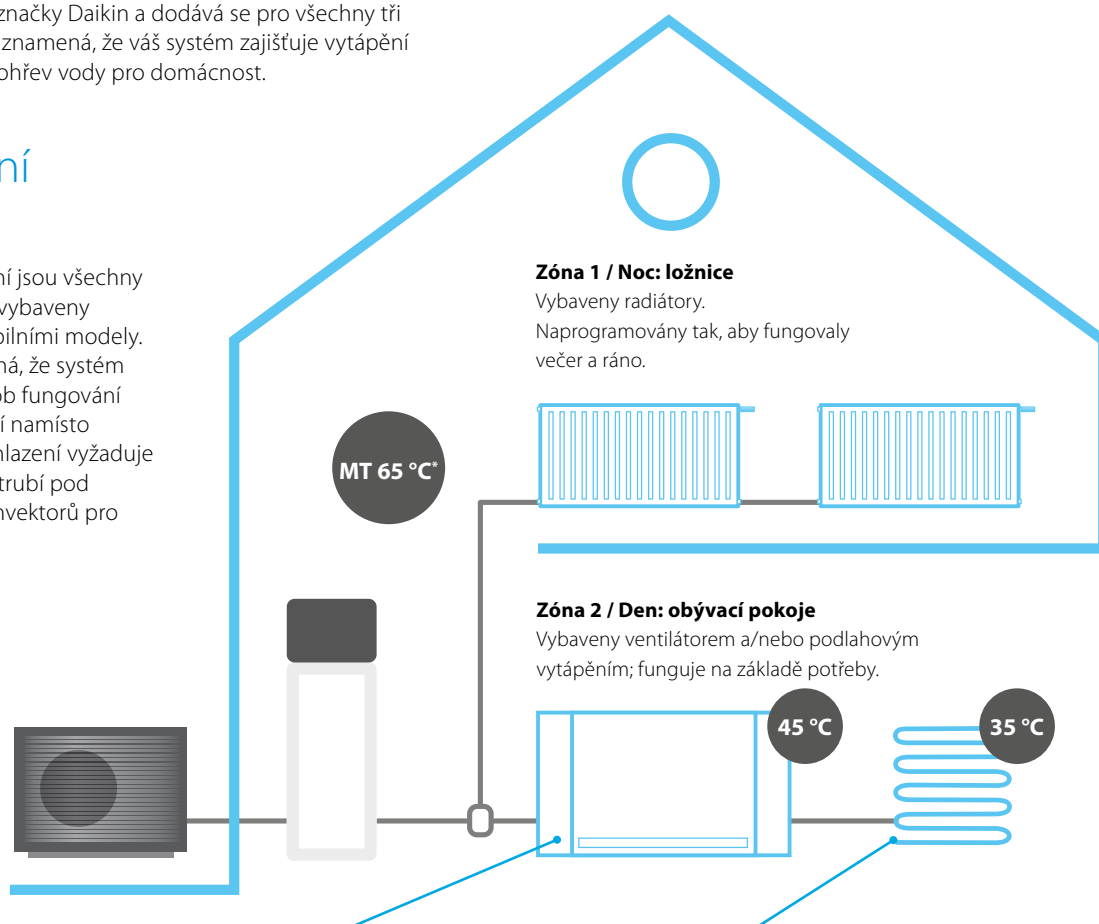 značky Daikin a dodává se pro všechny tři
znamená, že váš systém zajišťuje vytápění
ohřev vody pro domácnost.
ní
ní jsou všechny
vybaveny
bilními modely.
ná, že systém
ob fungování
í namísto
hlazení vyžaduje
trubí pod
nvektorů pro
Zóna 1 / Noc: ložnice
Vybaveny radiátory.
Naprogramovány tak, aby fungovaly
večer a ráno.
MT 65 °C*
Zóna 2 / Den: obývací pokoje
Vybaveny ventilátorem a/nebo podlahovým
vytápěním; funguje na základě potřeby.
45 °C
35 °C